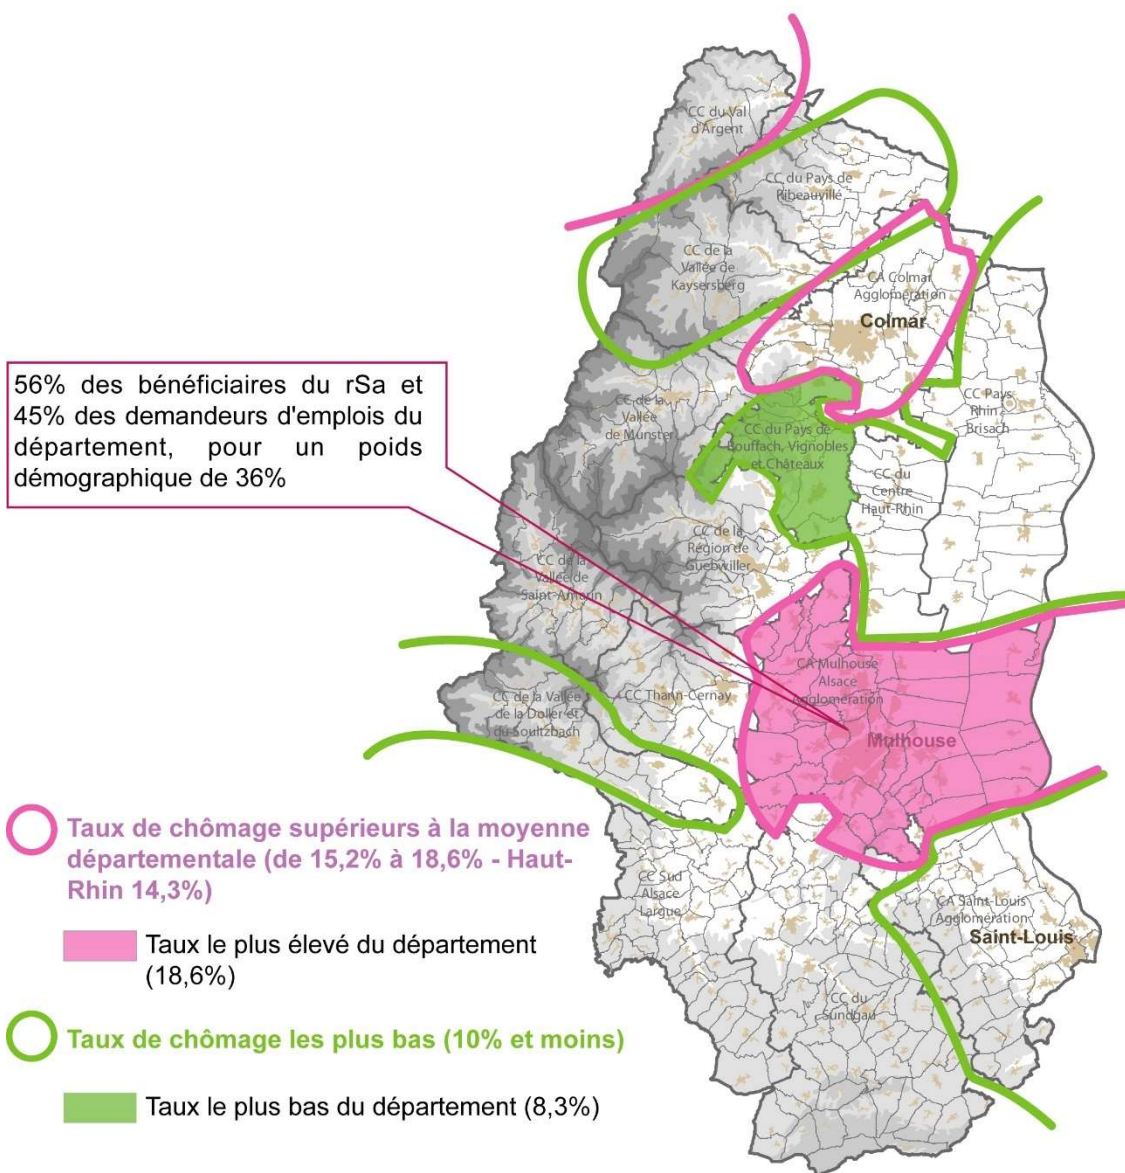 CC du Val
d'Argent
CC du Pays de
Ribeauvillé
CC de la
Vallée de
Kaysersberg
CA Colmar
Agglomération
Colmar
56% des bénéficiaires du rSa et
45% des demandeurs d'emplois du
département, pour un poids
démographique de 36%
CC de la
Vallée
de Munster
CC du Pays de
Rouffach, Vignobles
et Châteaux
CC Pays
Rhin
Brisach
CC du
Centre
Haut-Rhin
CC de la
Région de
Guebwiller
CC de la
Vallée de
Saint-Amarin
CA Mulhouse
Alsace
Agglomération
Mulhouse
CC Thann-Cernay
CC de la Vallée
de la Doller et
du Soultzbach
Taux de chômage supérieurs à la moyenne
départementale (de 15,2% à 18,6% - Haut-
Rhin 14,3%)
Taux le plus élevé du département
(18,6%)
Taux de chômage les plus bas (10% et moins)
Taux le plus bas du département (8,3%)
CC Sud
Alsace
Largue
CA Saint-Louis
Agglomération
Saint-Louis
CC du
Sundgau